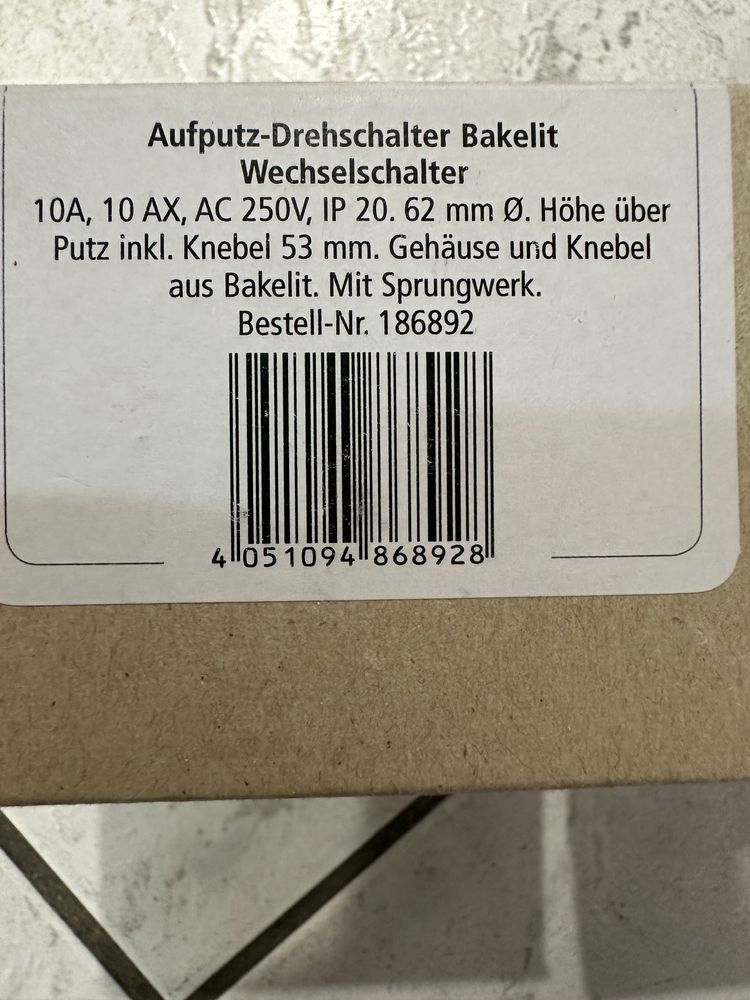 Aufputz-Drehschalter Bakelit
Wechselschalter
10A, 10 AX, AC 250V, IP 20. 62 mm Ø. Höhe über
Putz inkl. Knebel 53 mm. Gehäuse und Knebel
aus Bakelit. Mit Sprungwerk.
Bestell-Nr. 186892
4 051094 868928